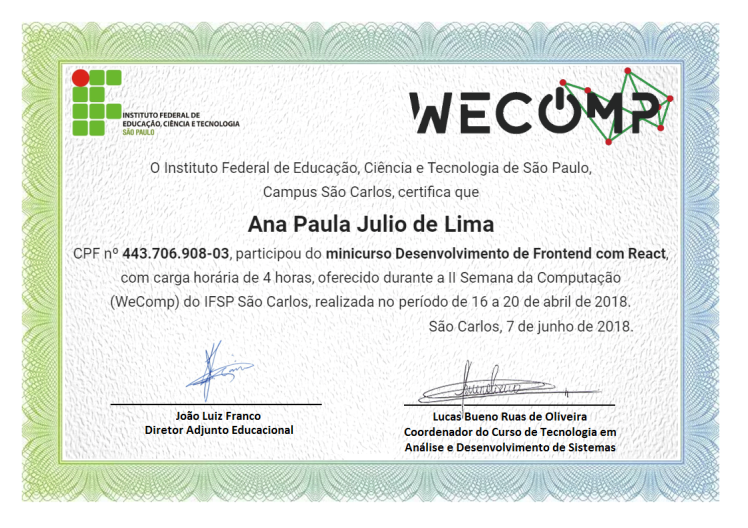 INSTITUTO FEDERAL DE
EDUCAÇÃO, CIÊNCIA E TECNOLOGIA
SÃO PAULO
WECOMP
O Instituto Federal de Educação, Ciência e Tecnologia de São Paulo,
Campus São Carlos, certifica que
Ana Paula Julio de Lima
CPF nº 443.706.908-03, participou do minicurso Desenvolvimento de Frontend com React,
com carga horária de 4 horas, oferecido durante a II Semana da Computação
(WeComp) do IFSP São Carlos, realizada no período de 16 a 20 de abril de 2018.
São Carlos, 7 de junho de 2018.
João Luiz Franco
Diretor Adjunto Educacional
Lucas Bueno Ruas de Oliveira
Coordenador do Curso de Tecnologia em
Análise e Desenvolvimento de Sistemas